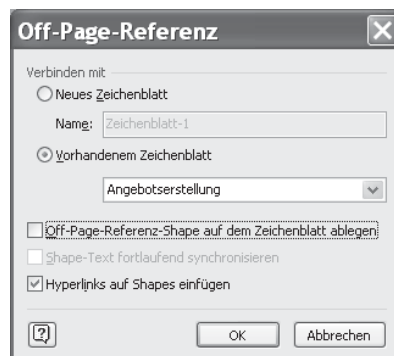 Off-Page-Referenz
Verbinden mit
Neues Zeichenblatt
Name: Zeichenblatt-1
Vorhandenem Zeichenblatt
Angebotserstellung
Off-Page-Referenz-Shape auf dem Zeichenblatt ablegen
Shape-Text fortlaufend synchronisieren
Hyperlinks auf Shapes einfügen
? OK Abbrechen